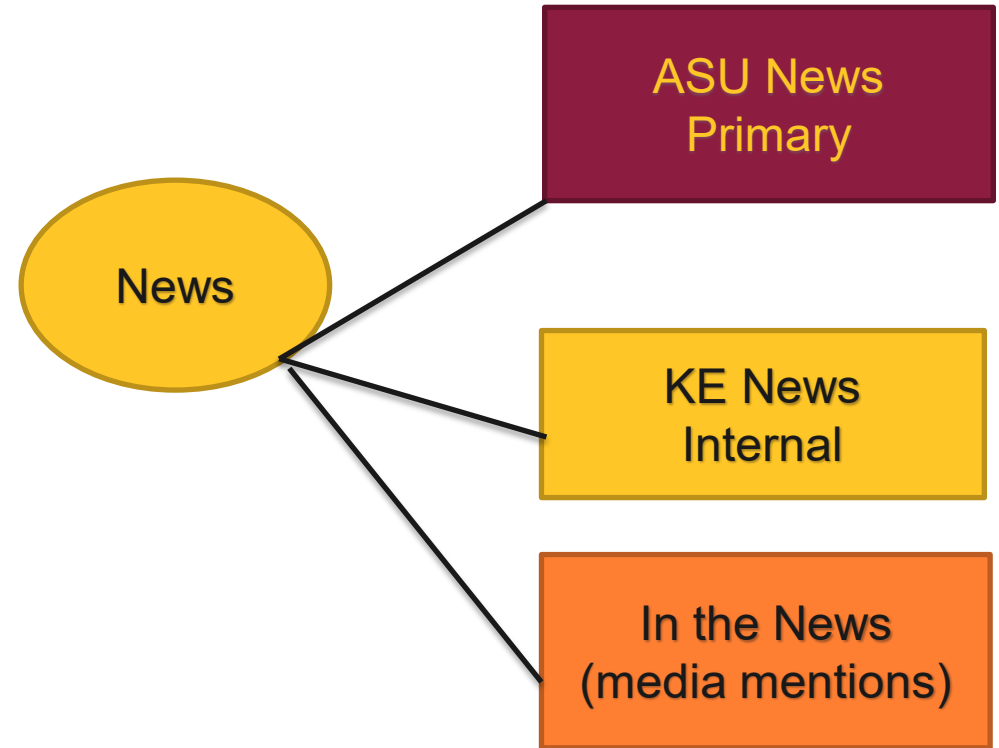 News
ASU News
Primary
KE News
Internal
In the News
(media mentions)